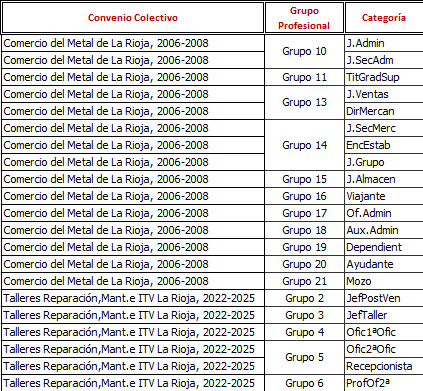 Convenio Colectivo Grupo Profesional Categoría
Comercio del Metal de La Rioja, 2006-2008 Grupo 10 J.Admin
Comercio del Metal de La Rioja, 2006-2008 J.SecAdm
Comercio del Metal de La Rioja, 2006-2008 Grupo 11 TitGradSup
Comercio del Metal de La Rioja, 2006-2008 Grupo 13 J.Ventas
Comercio del Metal de La Rioja, 2006-2008 DirMercan
Comercio del Metal de La Rioja, 2006-2008 Grupo 14 J.SecMerc
Comercio del Metal de La Rioja, 2006-2008 EncEstab
Comercio del Metal de La Rioja, 2006-2008 J.Grupo
Comercio del Metal de La Rioja, 2006-2008 Grupo 15 J.Almacen
Comercio del Metal de La Rioja, 2006-2008 Grupo 16 Viajante
Comercio del Metal de La Rioja, 2006-2008 Grupo 17 Of.Admin
Comercio del Metal de La Rioja, 2006-2008 Grupo 18 Aux.Admin
Comercio del Metal de La Rioja, 2006-2008 Grupo 19 Dependient
Comercio del Metal de La Rioja, 2006-2008 Grupo 20 Ayudante
Comercio del Metal de La Rioja, 2006-2008 Grupo 21 Mozo
Talleres Reparación,Mant.e ITV La Rioja, 2022-2025 Grupo 2 JefPostVen
Talleres Reparación,Mant.e ITV La Rioja, 2022-2025 Grupo 3 JefTaller
Talleres Reparación,Mant.e ITV La Rioja, 2022-2025 Grupo 4 Ofic1ªOfic
Talleres Reparación,Mant.e ITV La Rioja, 2022-2025 Grupo 5 Ofic2ªOfic
Talleres Reparación,Mant.e ITV La Rioja, 2022-2025 Recepcionista
Talleres Reparación,Mant.e ITV La Rioja, 2022-2025 Grupo 6 ProfOf2ª